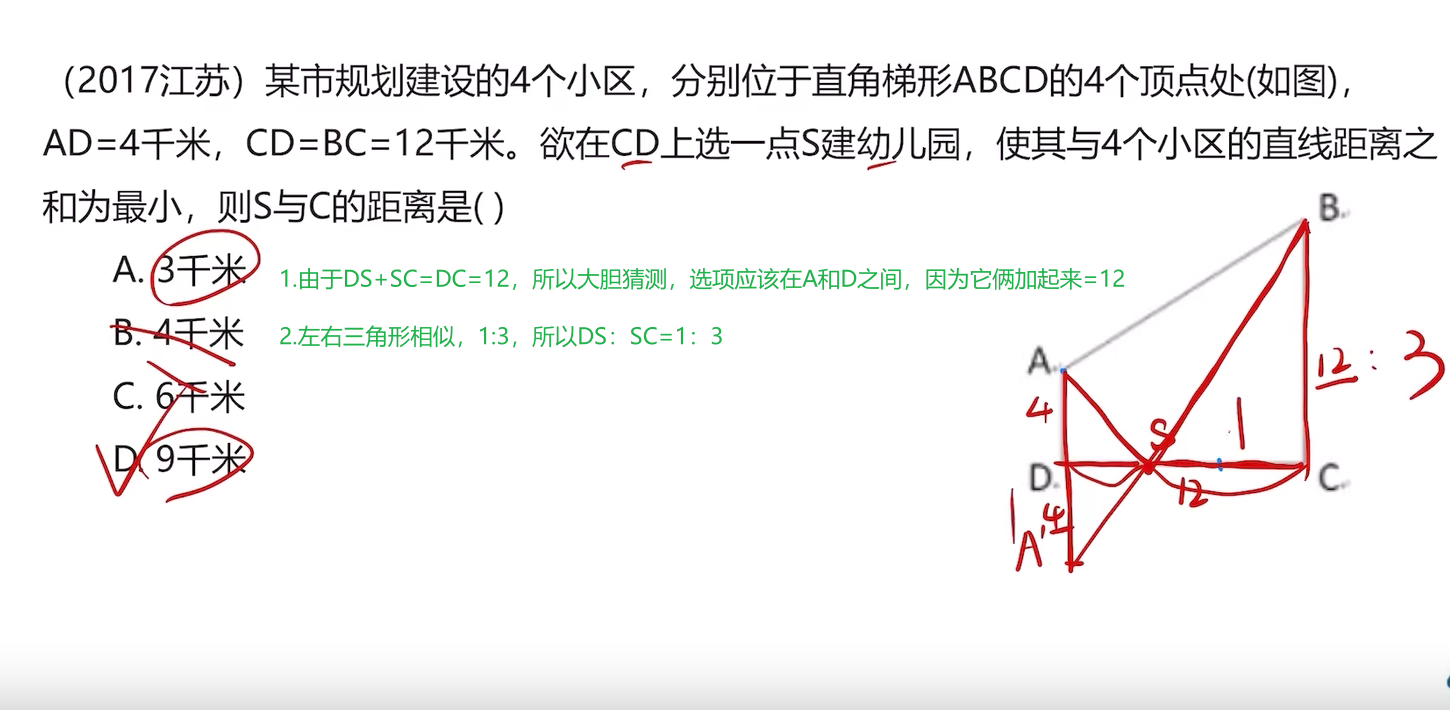 （2017江苏）某市规划建设的4个小区，分别位于直角梯形ABCD的4个顶点处(如图)，
AD=4千米，CD=BC=12千米。欲在CD上选一点S建幼儿园，使其与4个小区的直线距离之
和为最小，则S与C的距离是( )
A. 3千米
1.由于DS+SC=DC=12，所以大胆猜测，选项应该在A和D之间，因为它俩加起来=12
B. 4千米
2.左右三角形相似，1:3，所以DS：SC=1：3
C. 6千米
D. 9千米
B.
A.
12 : 3
4
S
1
D.
C.
12
1
4
A'